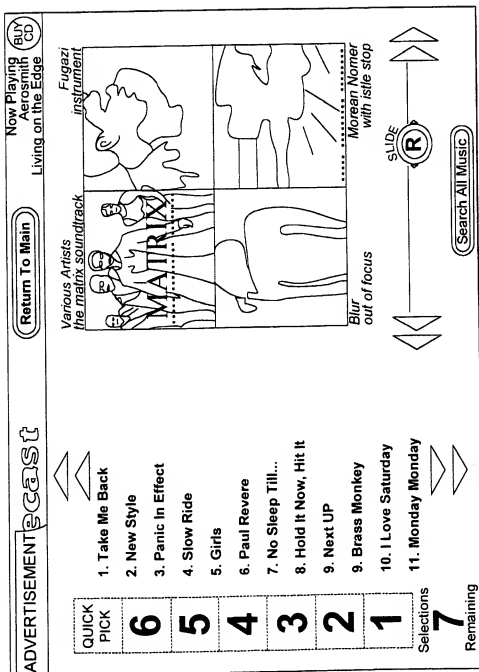 ADVERTISEMENT
ecast
Return To Main
Now Playing
Aerosmith
Living on the Edge
BUY
CD
QUICK
PICK
6
5
4
3
2
1
Selections
7
Remaining
1. Take Me Back
2. New Style
3. Panic In Effect
4. Slow Ride
5. Girls
6. Paul Revere
7. No Sleep Till...
8. Hold It Now, Hit It
9. Next UP
9. Brass Monkey
10. I Love Saturday
11. Monday Monday
Various Artists
the matrix soundtrack
MATRIX
Fugazi
instrument
Blur
out of focus
Morean Nomer
with istle stop
SLIDE
R
Search All Music